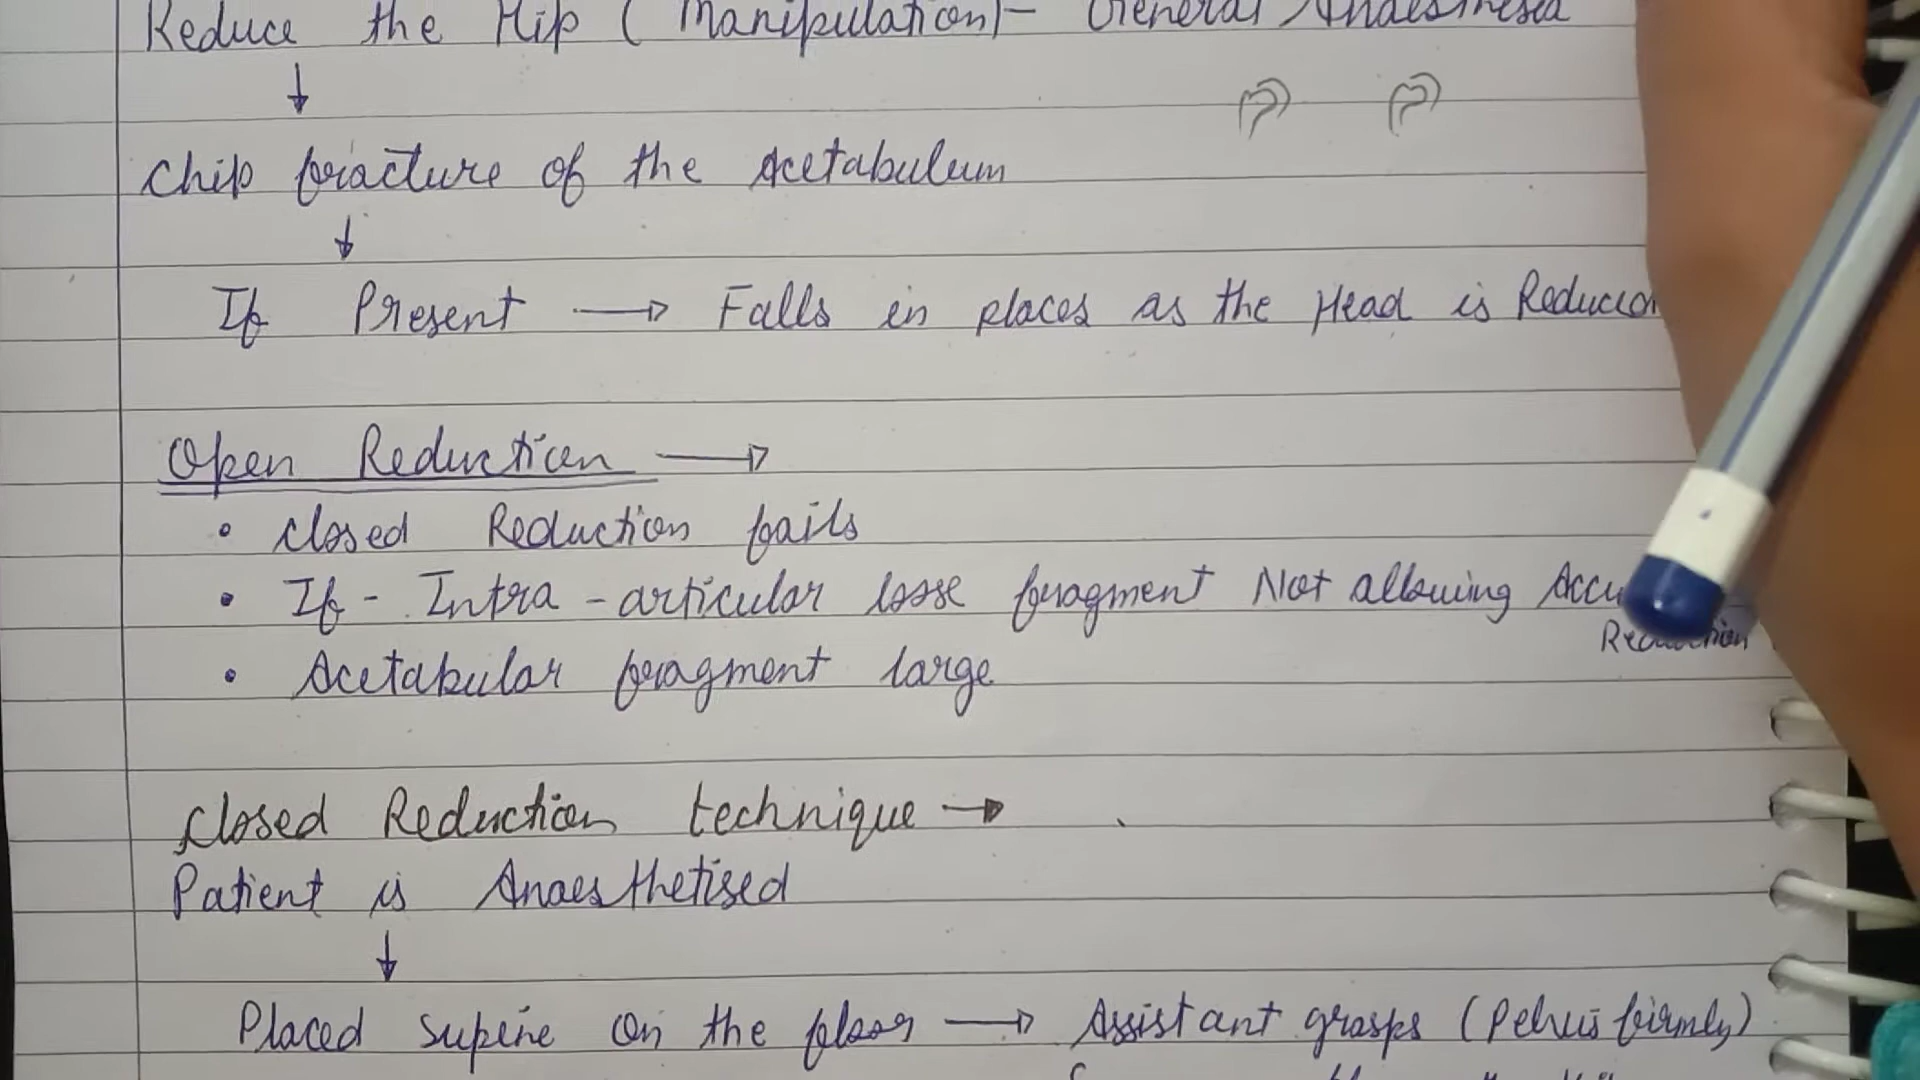 Reduce the Hip (Manipulation) - General Anaesthesia
Chip fracture of the Acetabulum
If Present → Falls in places as the Head is
Open Reduction →
• Closed Reduction fails
• If - Intra - articular loose fragment Not allowing
Reduction
• Acetabular fragment large
Closed Reduction technique →
Patient is Anaesthetised
Placed supine on the floor → Assistant grasps (Pelvis firmly)